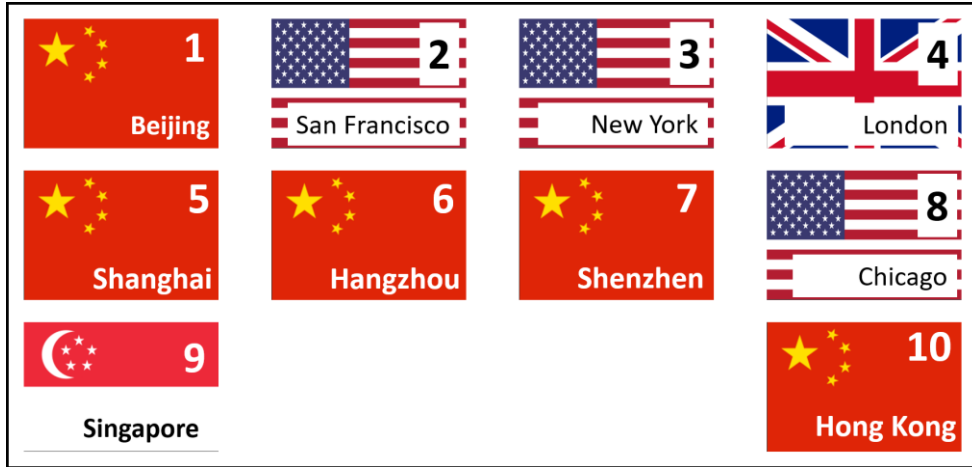 1
Beijing
2
San Francisco
3
New York
4
London
5
Shanghai
6
Hangzhou
7
Shenzhen
8
Chicago
9
Singapore
10
Hong Kong